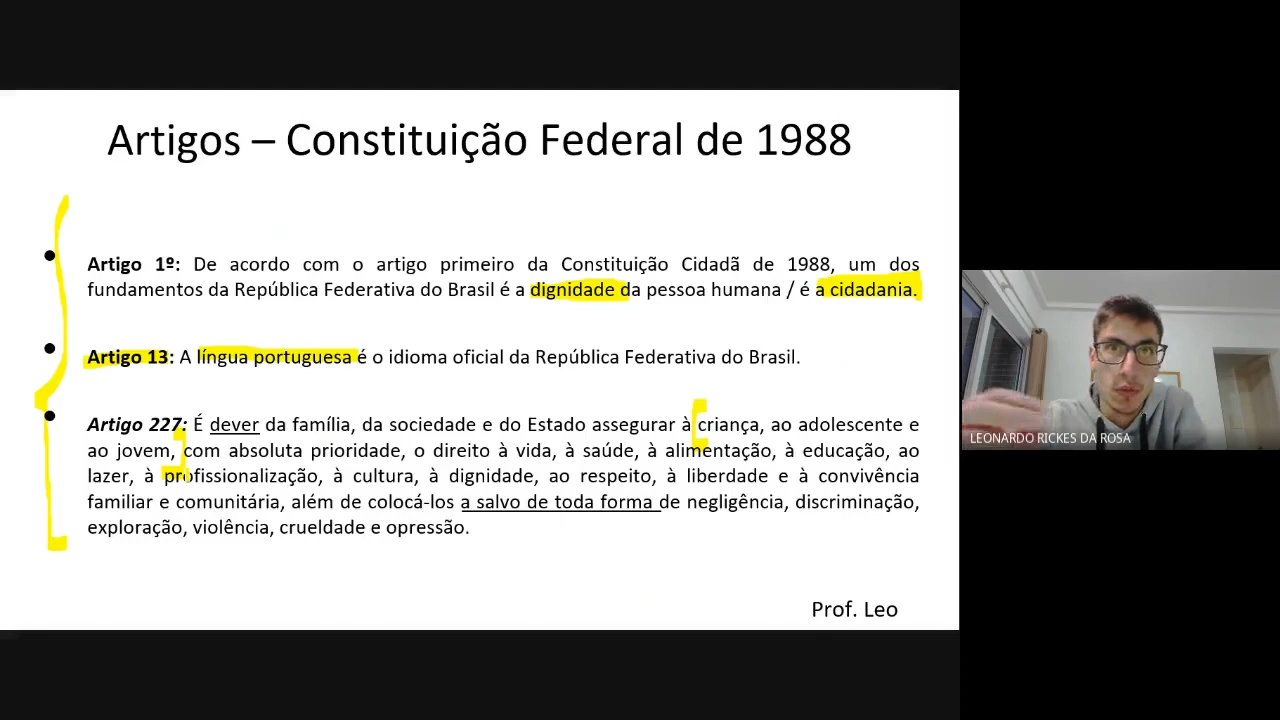 Artigos – Constituição Federal de 1988
• Artigo 1º: De acordo com o artigo primeiro da Constituição Cidadã de 1988, um dos
fundamentos da República Federativa do Brasil é a dignidade da pessoa humana / é a cidadania.
• Artigo 13: A língua portuguesa é o idioma oficial da República Federativa do Brasil.
• Artigo 227: É dever da família, da sociedade e do Estado assegurar à criança, ao adolescente e
ao jovem, com absoluta prioridade, o direito à vida, à saúde, à alimentação, à educação, ao
lazer, à profissionalização, à cultura, à dignidade, ao respeito, à liberdade e à convivência
familiar e comunitária, além de colocá-los a salvo de toda forma de negligência, discriminação,
exploração, violência, crueldade e opressão.
Prof. Leo
LEONARDO RICKES DA ROSA